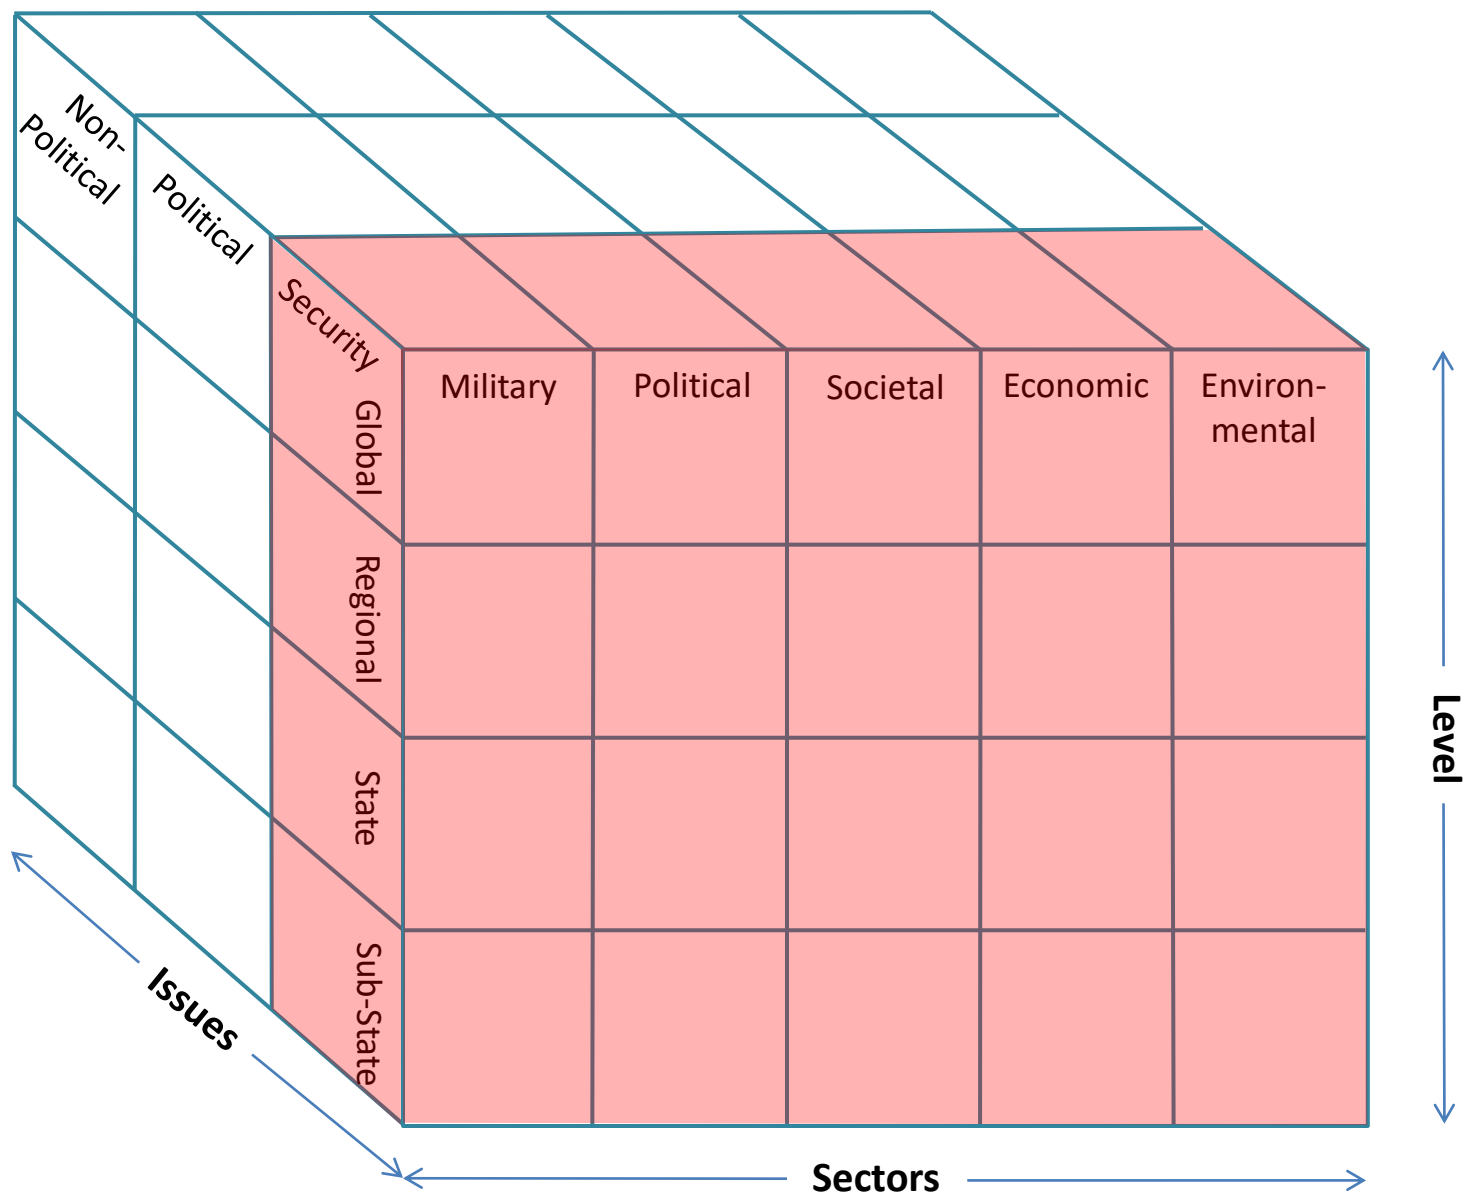 Non-
Political
Political
Security
Military
Political
Societal
Economic
Environ-
mental
Global
Regional
State
Sub-State
Level
Issues
Sectors